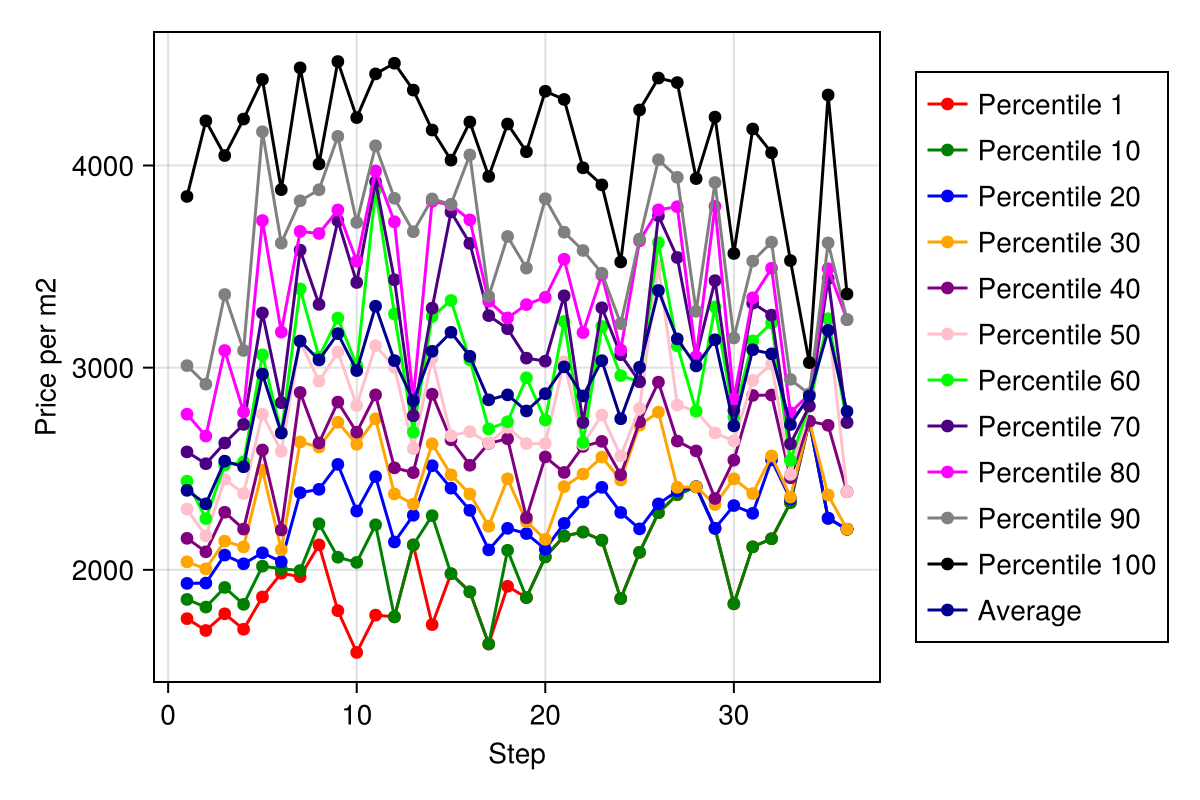 Price per m2
4000
3000
2000
0
10
20
30
Step
Percentile 1
Percentile 10
Percentile 20
Percentile 30
Percentile 40
Percentile 50
Percentile 60
Percentile 70
Percentile 80
Percentile 90
Percentile 100
Average